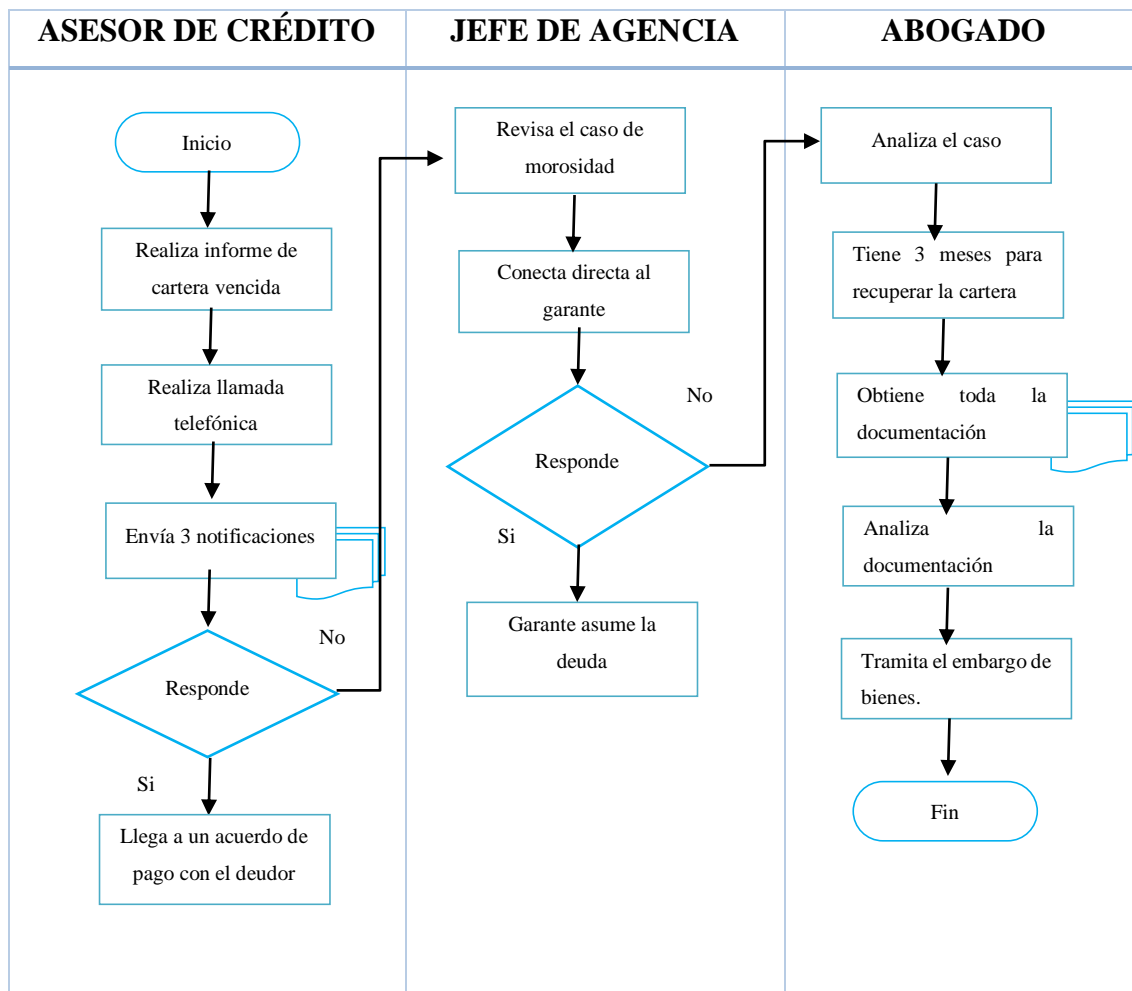 ASESOR DE CRÉDITO
JEFE DE AGENCIA
ABOGADO
Inicio
Realiza informe de
cartera vencida
Realiza llamada
telefónica
Envía 3 notificaciones
No
Responde
Si
Llega a un acuerdo de
pago con el deudor
Revisa el caso de
morosidad
Conecta directa al
garante
No
Responde
Si
Garante asume la
deuda
Analiza el caso
Tiene 3 meses para
recuperar la cartera
Obtiene toda la
documentación
Analiza la
documentación
Tramita el embargo de
bienes.
Fin